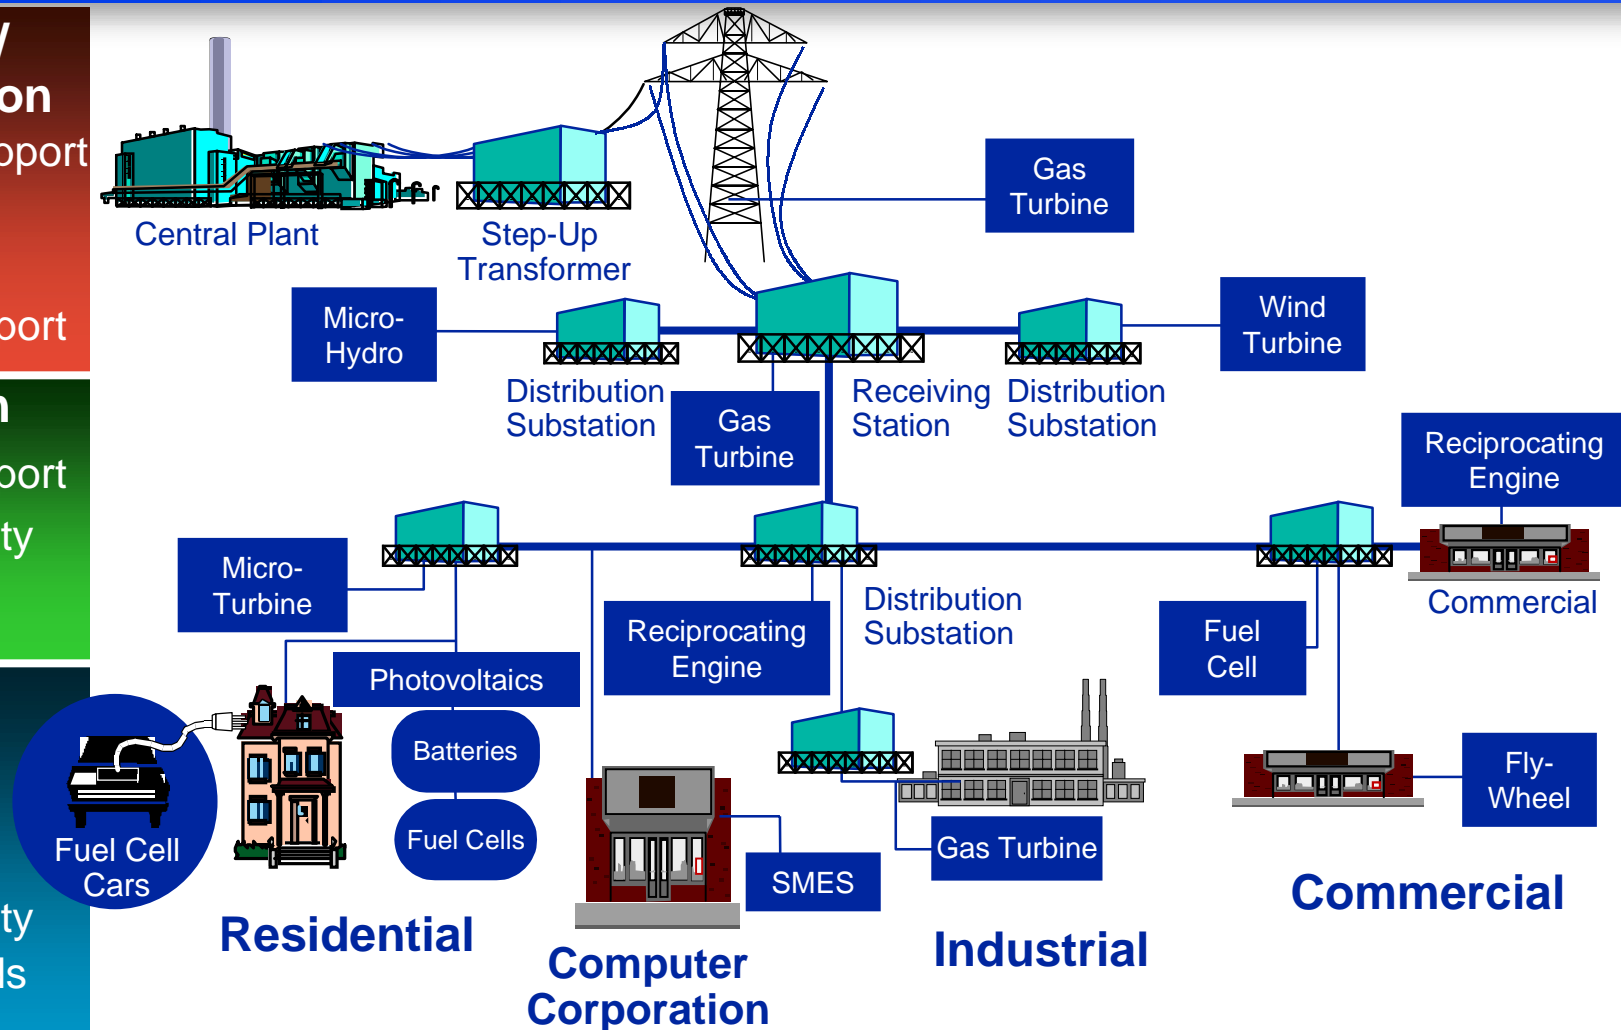 /
on
pport
port
n
port
ty
ty
ls
Central Plant
Step-Up
Transformer
Gas
Turbine
Micro-
Hydro
Wind
Turbine
Distribution
Substation
Gas
Turbine
Receiving
Station
Distribution
Substation
Reciprocating
Engine
Commercial
Micro-
Turbine
Distribution
Substation
Reciprocating
Engine
Fuel
Cell
Photovoltaics
Batteries
Fuel Cells
Fuel Cell
Cars
SMES
Gas Turbine
Fly-
Wheel
Residential
Computer
Corporation
Industrial
Commercial